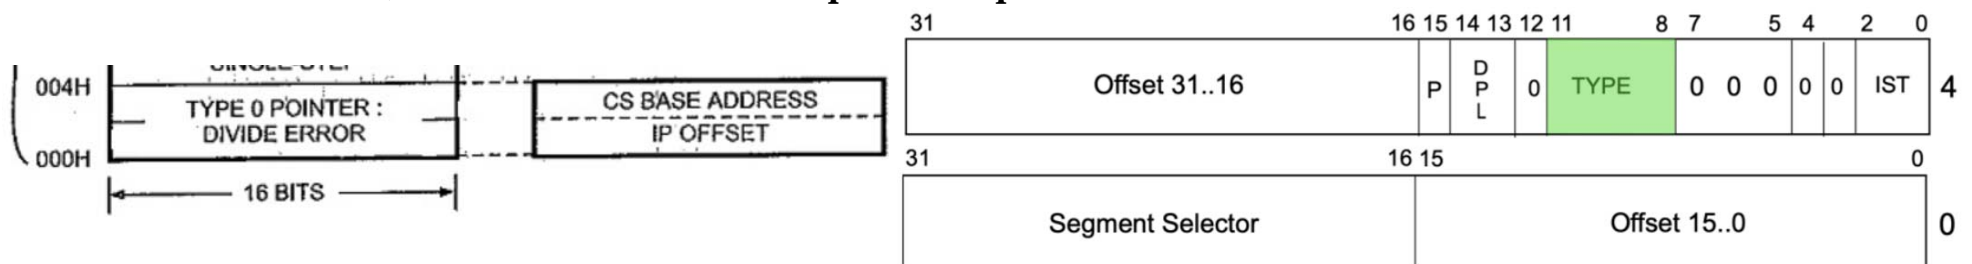 004H
TYPE 0 POINTER :
DIVIDE ERROR
000H
16 BITS
CS BASE ADDRESS
IP OFFSET
31 16 15 14 13 12 11 8 7 5 4 2 0
Offset 31..16 P DPL 0 TYPE 0 0 0 0 0 IST 4
31 16 15 0
Segment Selector Offset 15..0 0